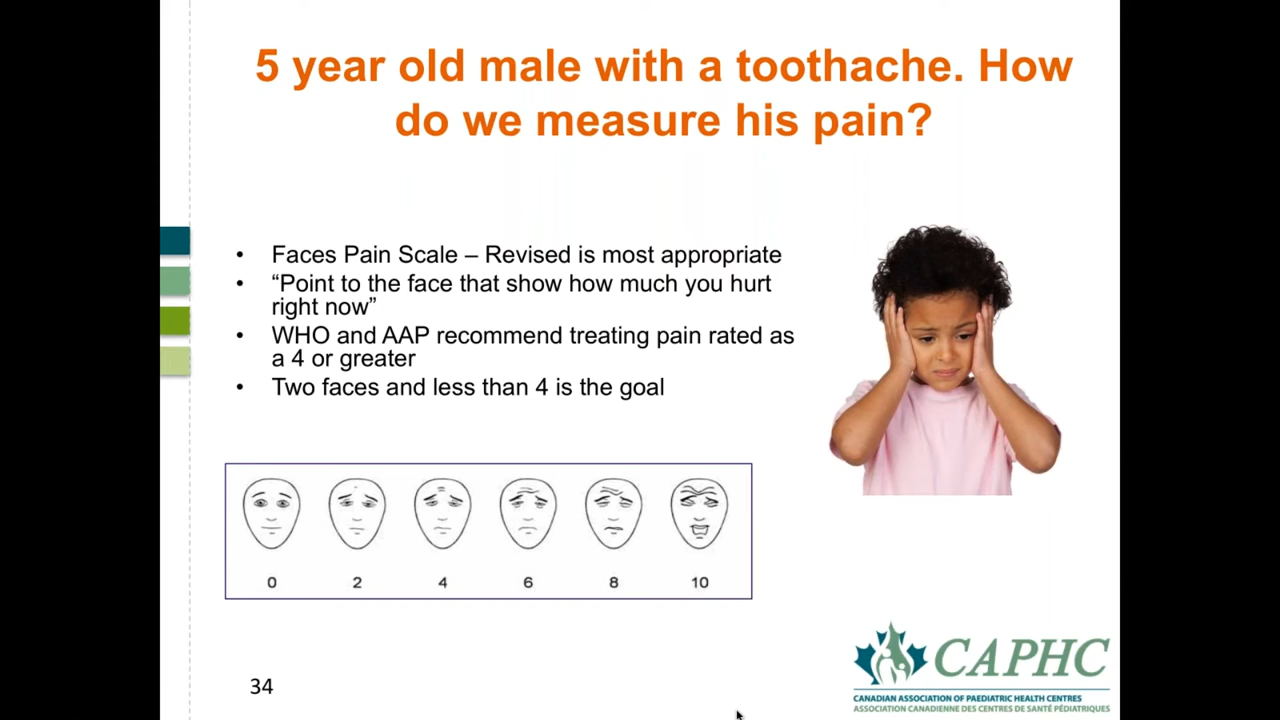 5 year old male with a toothache. How
do we measure his pain?
• Faces Pain Scale – Revised is most appropriate
• “Point to the face that show how much you hurt
right now”
• WHO and AAP recommend treating pain rated as
a 4 or greater
• Two faces and less than 4 is the goal
0 2 4 6 8 10
34
CAPHC
CANADIAN ASSOCIATION OF PAEDIATRIC HEALTH CENTRES
ASSOCIATION CANADIENNE DES CENTRES DE SANTÉ PÉDIATRIQUES